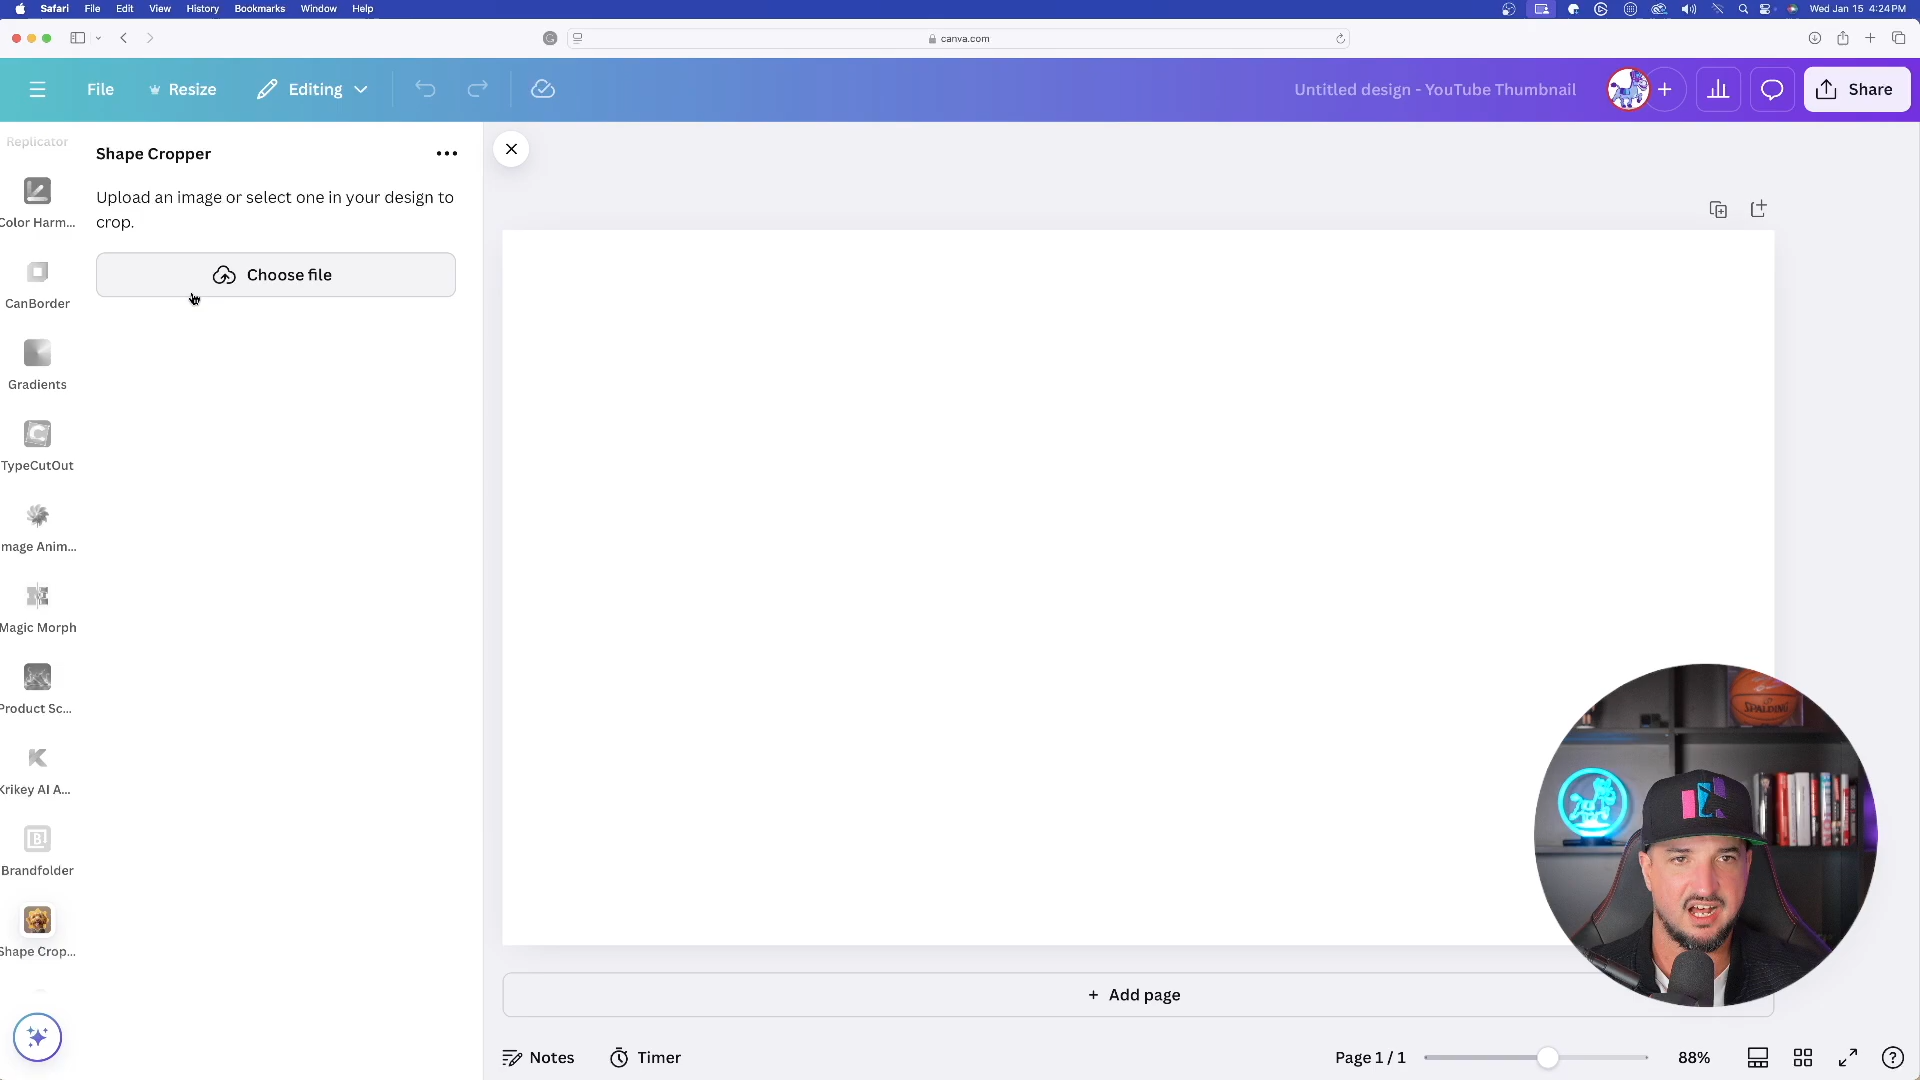 Safari File Edit View History Bookmarks Window Help Wed Jan 15 4:24 PM
canva.com
File Resize Editing Untitled design - YouTube Thumbnail Share
Replicator
Shape Cropper
Upload an image or select one in your design to
crop.
Choose file
Color Harm...
CanBorder
Gradients
TypeCutOut
mage Anim...
Magic Morph
Product Sc...
Krikey AI A...
Brandfolder
Shape Crop...
SPALDING
+ Add page
Notes Timer Page 1 / 1 88%